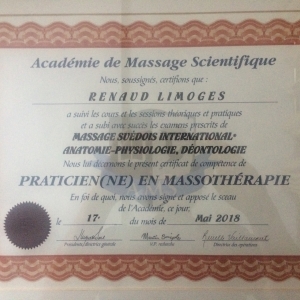 Académie de Massage Scientifique
Nous, soussignés, certifions que :
RENAUD LIMOGES
a suivi les cours et les sessions théoriques et pratiques
et a subi avec succès les examens prescrits de
MASSAGE SUÉDOIS INTERNATIONAL-
ANATOMIE-PHYSIOLOGIE, DÉONTOLOGIE
Nous lui décernons le présent certificat de compétence de
PRATICIEN(NE) EN MASSOTHÉRAPIE
En foi de quoi, nous avons signé et apposé le sceau
de l'Académie, ce jour,
le 17 du mois de Mai 2018